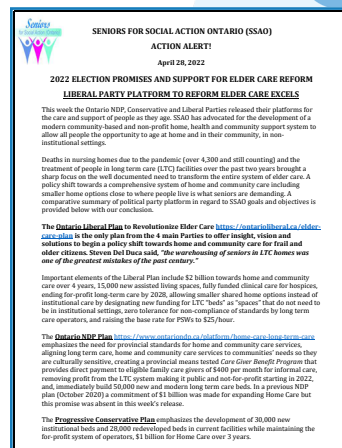 Seniors
for Social Action (Ontario)
SENIORS FOR SOCIAL ACTION ONTARIO (SSAO)
ACTION ALERT!
April 28, 2022
2022 ELECTION PROMISES AND SUPPORT FOR ELDER CARE REFORM
LIBERAL PARTY PLATFORM TO REFORM ELDER CARE EXCELS
This week the Ontario NDP, Conservative and Liberal Parties released their platforms for
the care and support of people as they age. SSAO has advocated for the development of a
modern community-based and non-profit home, health and community support system to
allow all people the opportunity to age at home and in their community, in non-
institutional settings.
Deaths in nursing homes due to the pandemic (over 4,300 and still counting) and the
treatment of people in long term care (LTC) facilities over the past two years brought a
sharp focus on the well documented need to transform the entire system of elder care. A
policy shift towards a comprehensive system of home and community care including
smaller home options close to where people live is what seniors are demanding. A
comparative summary of political party platform in regard to SSAO goals and objectives is
provided below with our conclusion.
The Ontario Liberal Plan to Revolutionize Elder Care https://ontarioliberal.ca/elder-
care-plan is the only plan from the 4 main Parties to offer insight, vision and
solutions to begin a policy shift towards home and community care for frail and
older citizens. Steven Del Duca said, "the warehousing of seniors in LTC homes was
one of the greatest mistakes of the past century."
Important elements of the Liberal Plan include $2 billion towards home and community
care over 4 years, 15,000 new assisted living spaces, fully funded clinical care for hospices,
ending for-profit long-term care by 2028, allowing smaller shared home options instead of
institutional care by designating new funding for LTC "beds" as "spaces" that do not need to
be in institutional settings, zero tolerance for non-compliance of standards by long term
care operators, and raising the base rate for PSWs to $25/hour.
The Ontario NDP Plan https://www.ontariondp.ca/platform/home-care-long-term-care
emphasizes the need for provincial standards for home and community care services,
aligning long term care, home and community care services to communities' needs so they
are culturally sensitive, creating a provincial means tested Care Giver Benefit Program that
provides direct payment to eligible family care givers of $400 per month for informal care,
removing profit from the LTC system making it public and not-for-profit starting in 2022,
and, immediately build 50,000 new and modern long term care beds. In a previous NDP
plan (October 2020) a commitment of $1 billion was made for expanding Home Care but
this promise was absent in this week's release.
The Progressive Conservative Plan emphasizes the development of 30,000 new
institutional beds and 28,000 redeveloped beds in current facilities while maintaining the
for-profit system of operators, $1 billion for Home Care over 3 years.